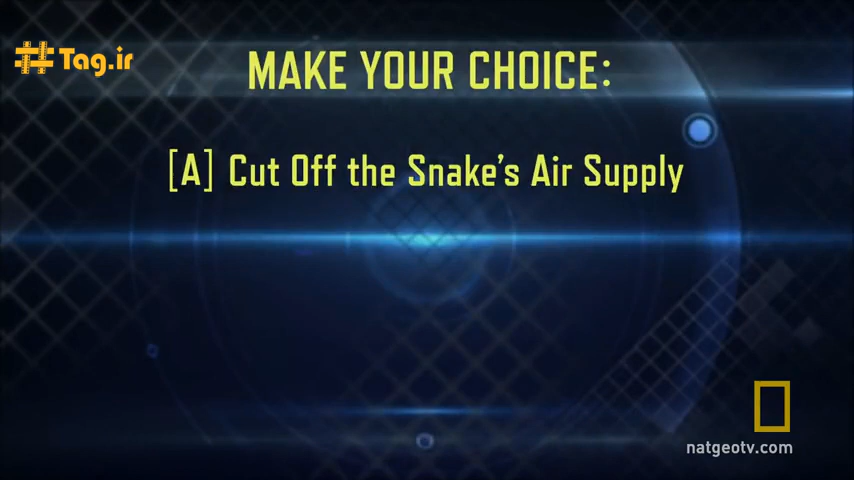 #Tag.ir
MAKE YOUR CHOICE:
[A] Cut Off the Snake's Air Supply
natgeotv.com